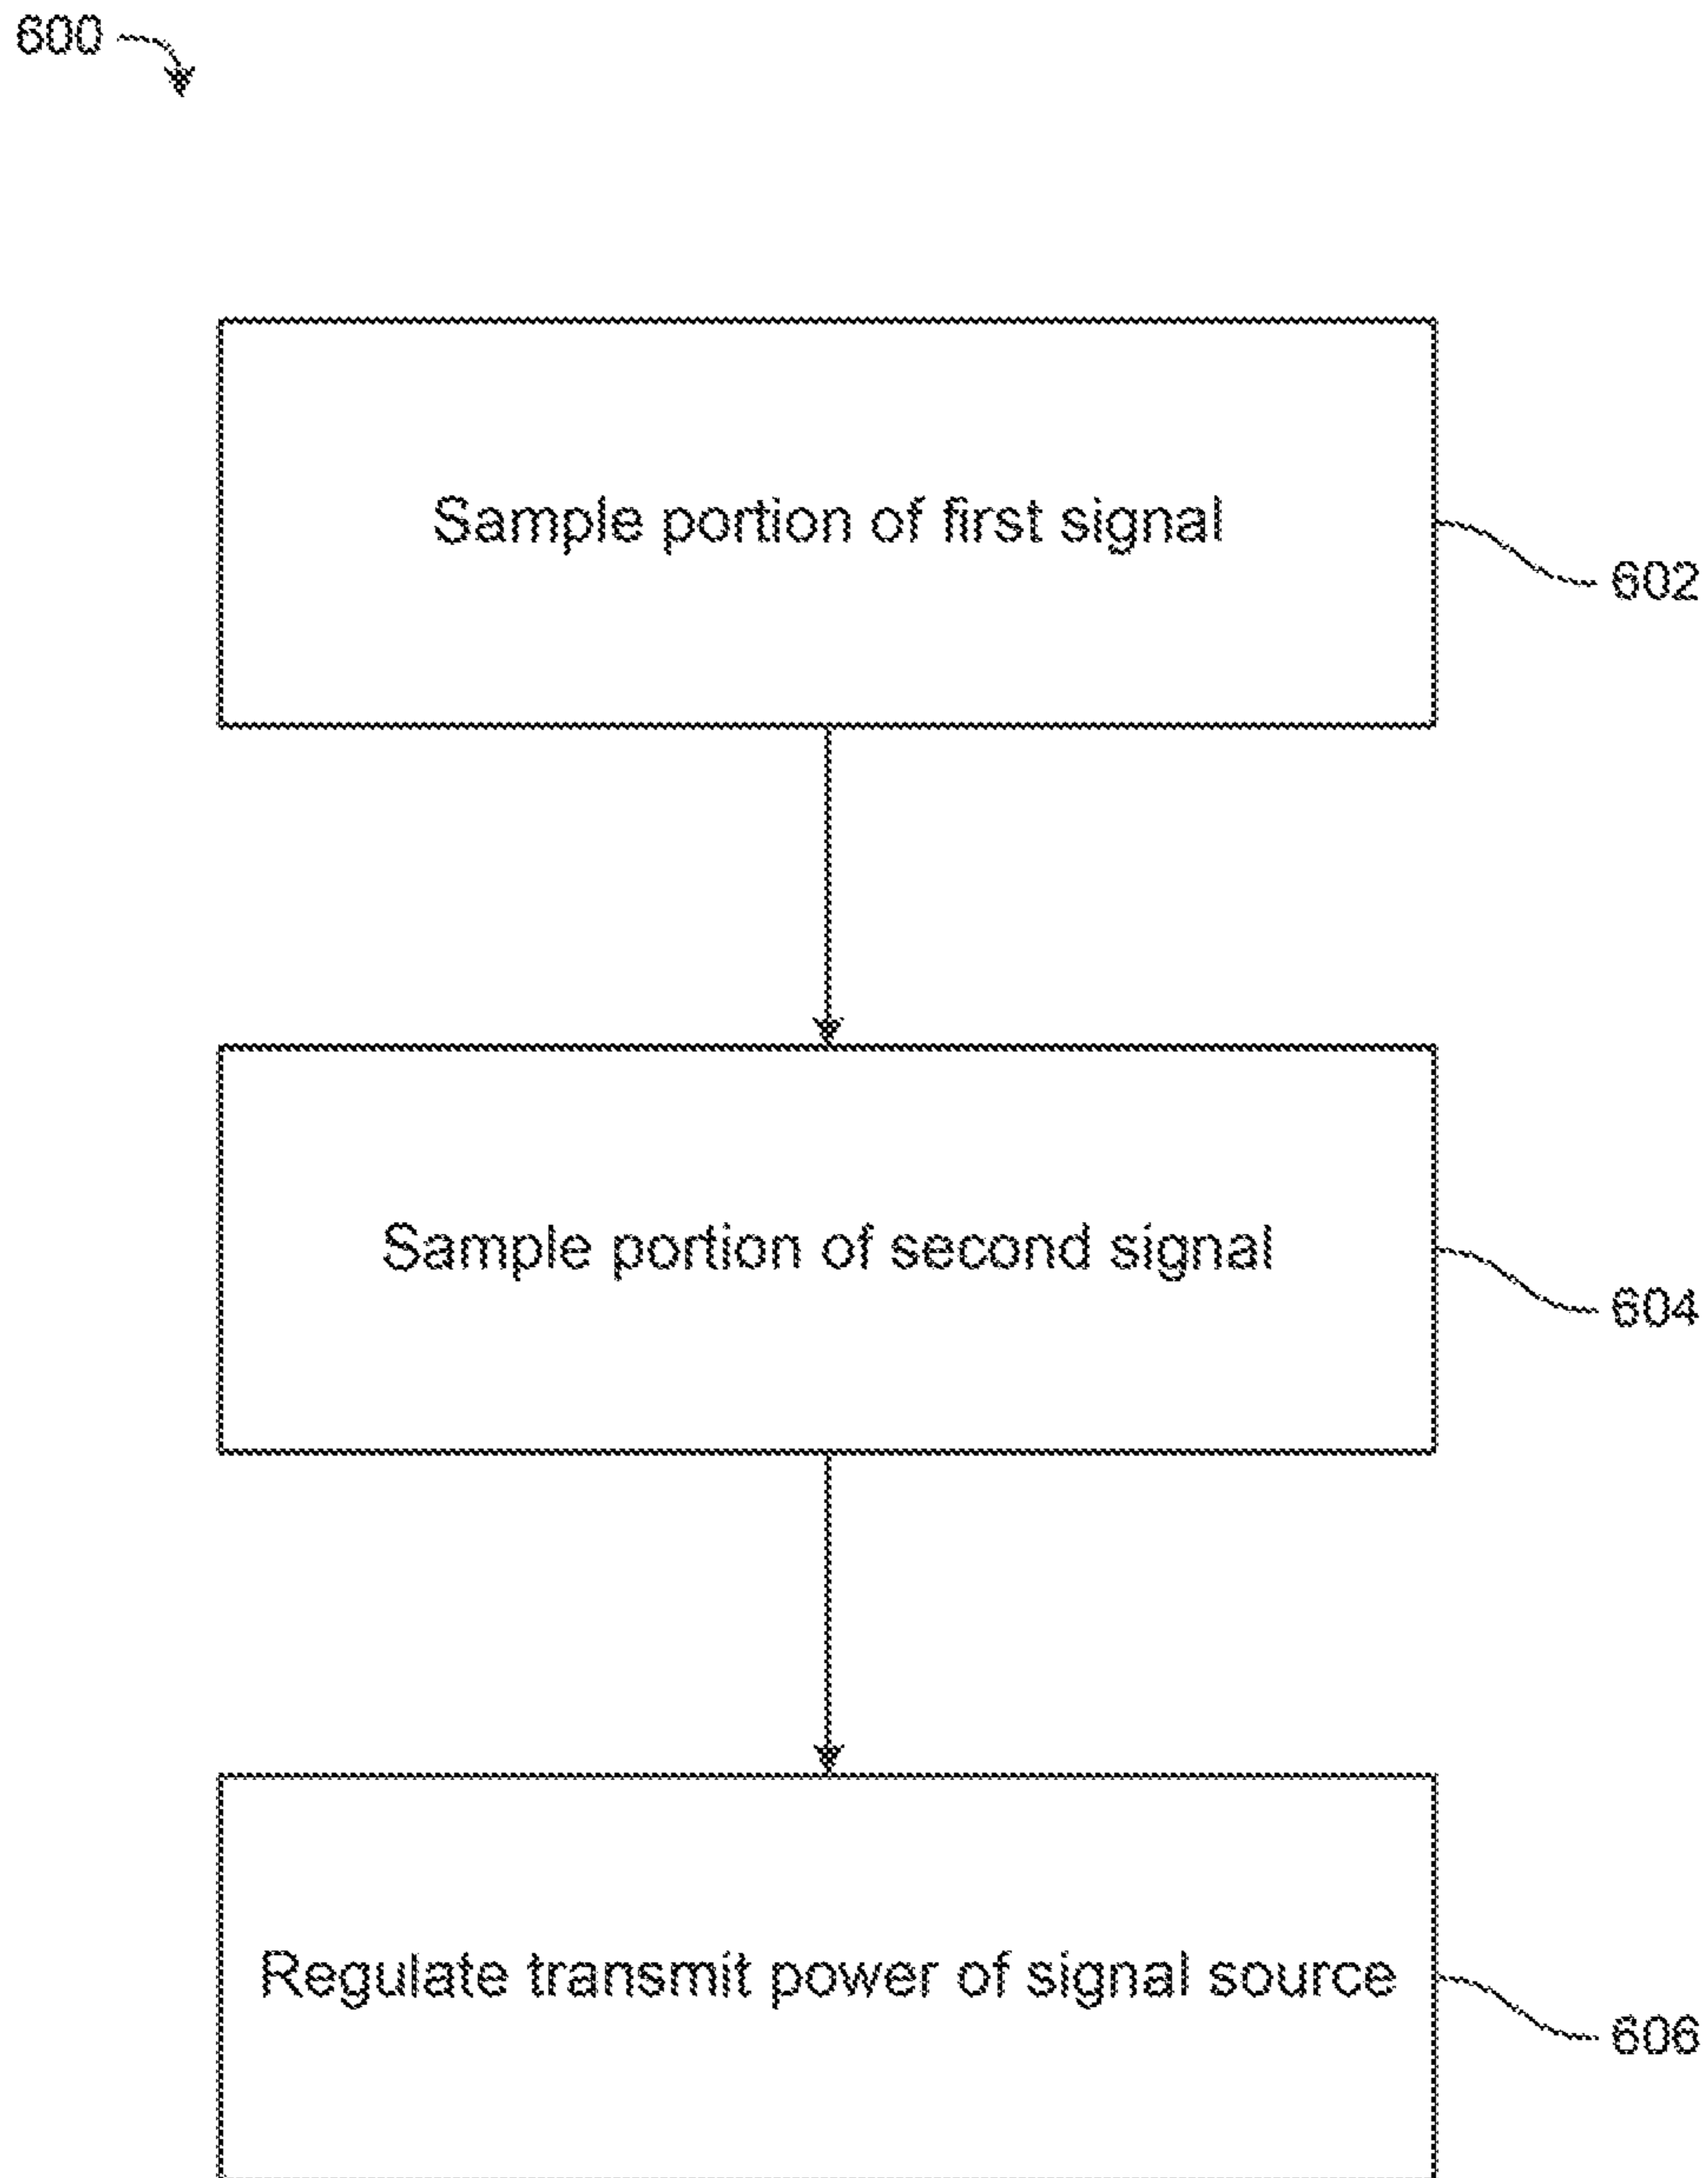 600
Sample portion of first signal
602
Sample portion of second signal
604
Regulate transmit power of signal source
606